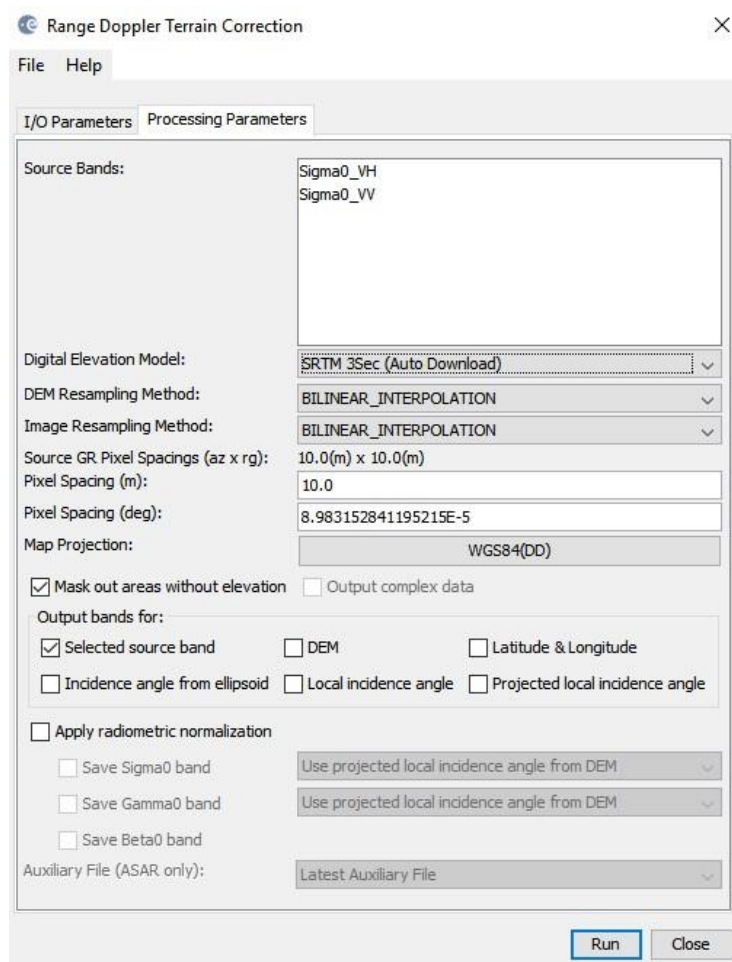 Range Doppler Terrain Correction
File Help
I/O Parameters Processing Parameters
Source Bands: Sigma0_VH
Sigma0_VV
Digital Elevation Model: SRTM 3Sec (Auto Download)
DEM Resampling Method: BILINEAR_INTERPOLATION
Image Resampling Method: BILINEAR_INTERPOLATION
Source GR Pixel Spacings (az x rg): 10.0(m) x 10.0(m)
Pixel Spacing (m): 10.0
Pixel Spacing (deg): 8.983152841195215E-5
Map Projection: WGS84(DD)
Mask out areas without elevation Output complex data
Output bands for:
Selected source band DEM Latitude & Longitude
Incidence angle from ellipsoid Local incidence angle Projected local incidence angle
Apply radiometric normalization
Save Sigma0 band Use projected local incidence angle from DEM
Save Gamma0 band Use projected local incidence angle from DEM
Save Beta0 band
Auxiliary File (ASAR only): Latest Auxiliary File
Run Close